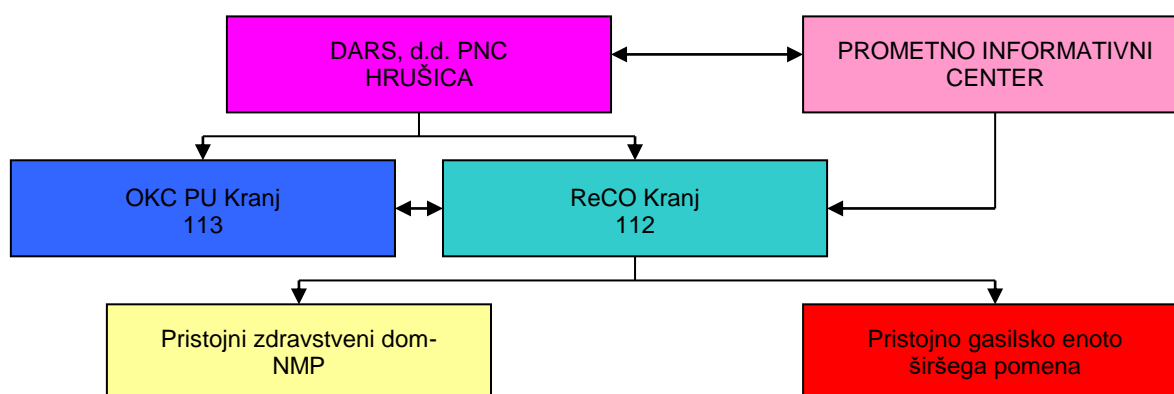 DARS, d.d. PNC
HRUŠICA
PROMETNO INFORMATIVNI
CENTER
OKC PU Kranj
113
ReCO Kranj
112
Pristojni zdravstveni dom-
NMP
Pristojno gasilsko enoto
širšega pomena